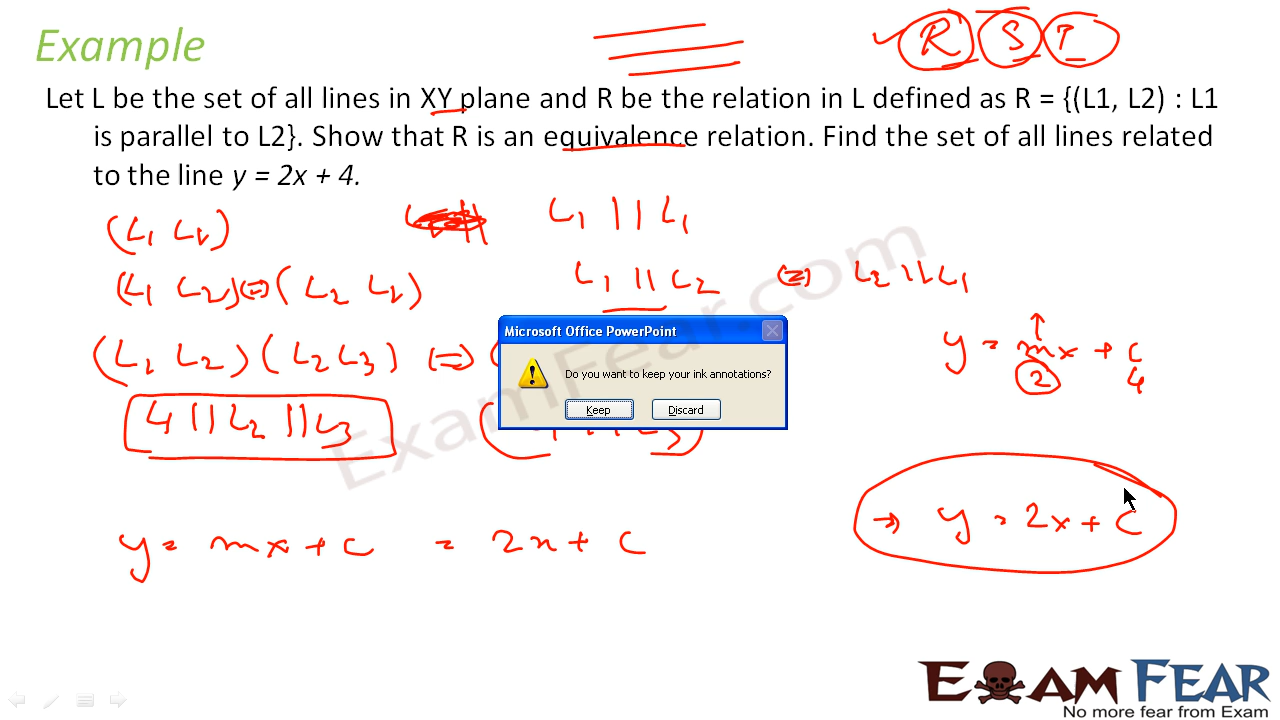 Example
R S T
Let L be the set of all lines in XY plane and R be the relation in L defined as R = {(L1, L2) : L1
is parallel to L2}. Show that R is an equivalence relation. Find the set of all lines related
to the line y = 2x + 4.
L1 || L1
(L1 L2) => (L2 L1)
L1 || L2 (=) L2 || L1
(L1 L2) (L2 L3) (=>
y = mx + c
2 4
L1 || L2 || L3
Microsoft Office PowerPoint
Do you want to keep your ink annotations?
Keep Discard
y = mx + c = 2x + c
→ y = 2x + c
ExamFear.com
EXAM FEAR
No more fear from Exam